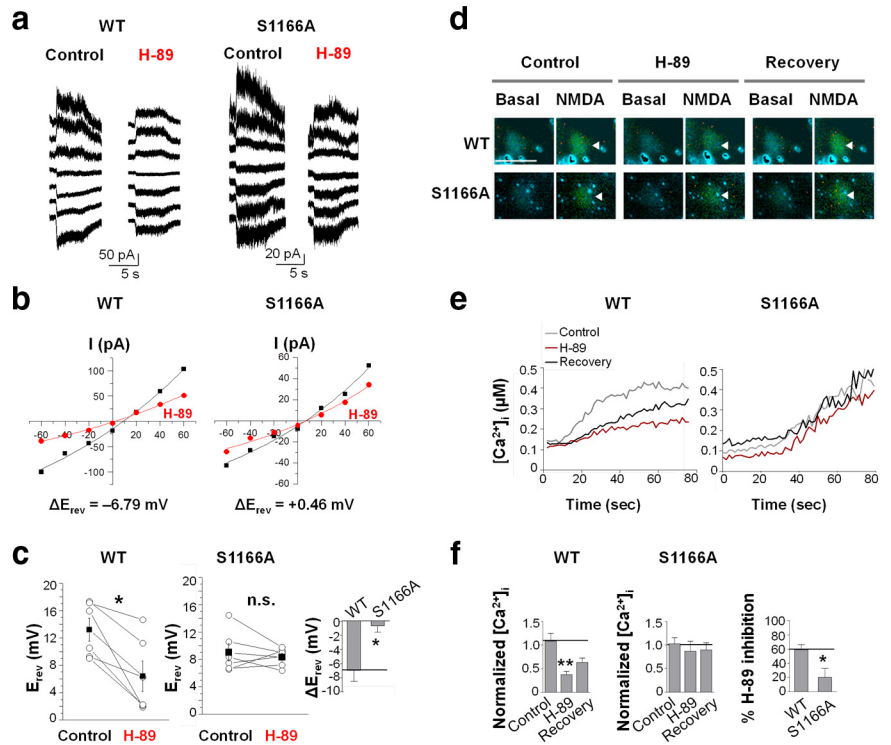 a
WT
S1166A
Control
H-89
Control
H-89
50 pA
5 s
20 pA
5 s
b
WT
S1166A
I (pA)
100
50
-60
-40
-20
20
40
60
-50
-100
H-89
ΔErev = –6.79 mV
I (pA)
60
40
20
-60
-40
-20
20
40
60
-20
-40
-60
H-89
ΔErev = +0.46 mV
c
WT
S1166A
Erev (mV)
20
16
12
8
4
0
*
Control
H-89
Erev (mV)
20
16
12
8
4
0
n.s.
Control
H-89
ΔErev (mV)
0
-2
-4
-6
-8
-10
WT
S1166A
*
d
Control
H-89
Recovery
Basal
NMDA
Basal
NMDA
Basal
NMDA
WT
S1166A
e
WT
S1166A
Control
H-89
Recovery
[Ca2+]i (µM)
0.5
0.4
0.3
0.2
0.1
0
0
20
40
60
80
Time (sec)
0.5
0.4
0.3
0.2
0.1
0
0
20
40
60
80
Time (sec)
f
WT
S1166A
Normalized [Ca2+]i
1.5
1.0
0.5
0
**
Control
H-89
Recovery
Normalized [Ca2+]i
1.5
1.0
0.5
0.0
Control
H-89
Recovery
% H-89 inhibition
100
80
60
40
20
0
*
WT
S1166A